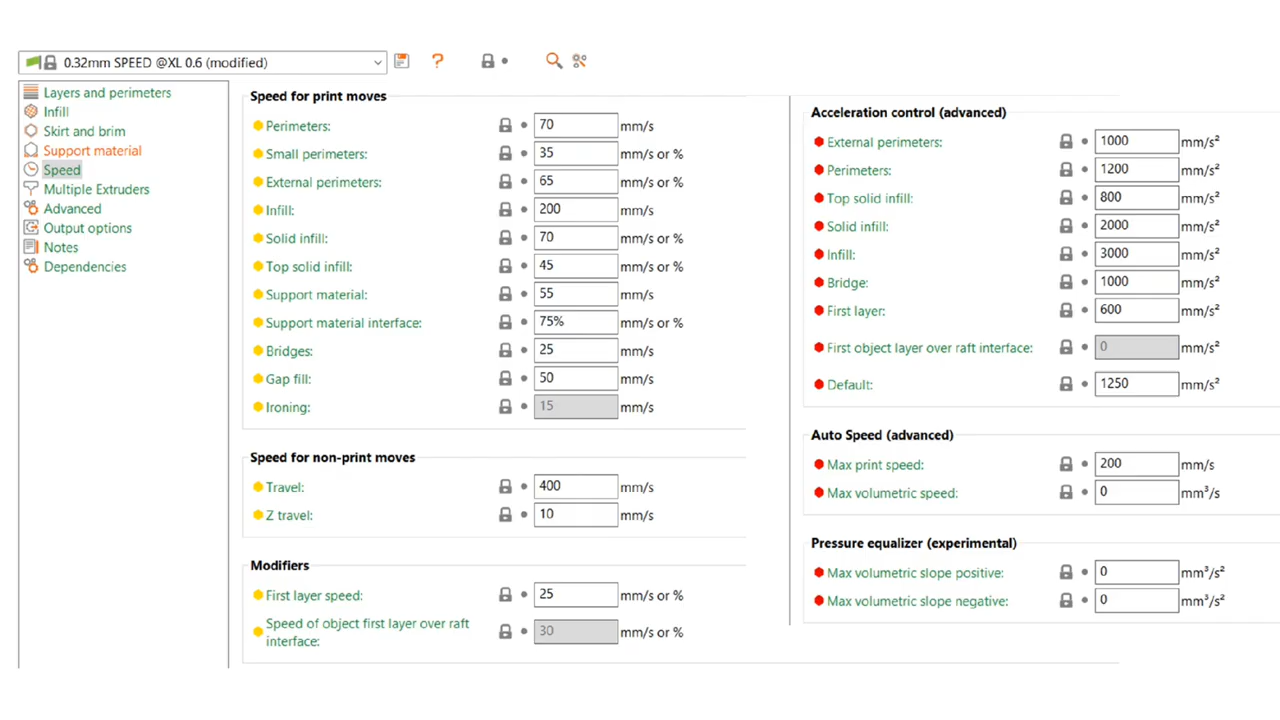 0.32mm SPEED @XL 0.6 (modified)
?
Layers and perimeters
Infill
Skirt and brim
Support material
Speed
Multiple Extruders
Advanced
Output options
Notes
Dependencies
Speed for print moves
Perimeters: 70 mm/s
Small perimeters: 35 mm/s or %
External perimeters: 65 mm/s or %
Infill: 200 mm/s
Solid infill: 70 mm/s or %
Top solid infill: 45 mm/s or %
Support material: 55 mm/s
Support material interface: 75% mm/s or %
Bridges: 25 mm/s
Gap fill: 50 mm/s
Ironing: 15 mm/s
Speed for non-print moves
Travel: 400 mm/s
Z travel: 10 mm/s
Modifiers
First layer speed: 25 mm/s or %
Speed of object first layer over raft
interface: 30 mm/s or %
Acceleration control (advanced)
External perimeters: 1000 mm/s²
Perimeters: 1200 mm/s²
Top solid infill: 800 mm/s²
Solid infill: 2000 mm/s²
Infill: 3000 mm/s²
Bridge: 1000 mm/s²
First layer: 600 mm/s²
First object layer over raft interface: 0 mm/s²
Default: 1250 mm/s²
Auto Speed (advanced)
Max print speed: 200 mm/s
Max volumetric speed: 0 mm³/s
Pressure equalizer (experimental)
Max volumetric slope positive: 0 mm³/s²
Max volumetric slope negative: 0 mm³/s²